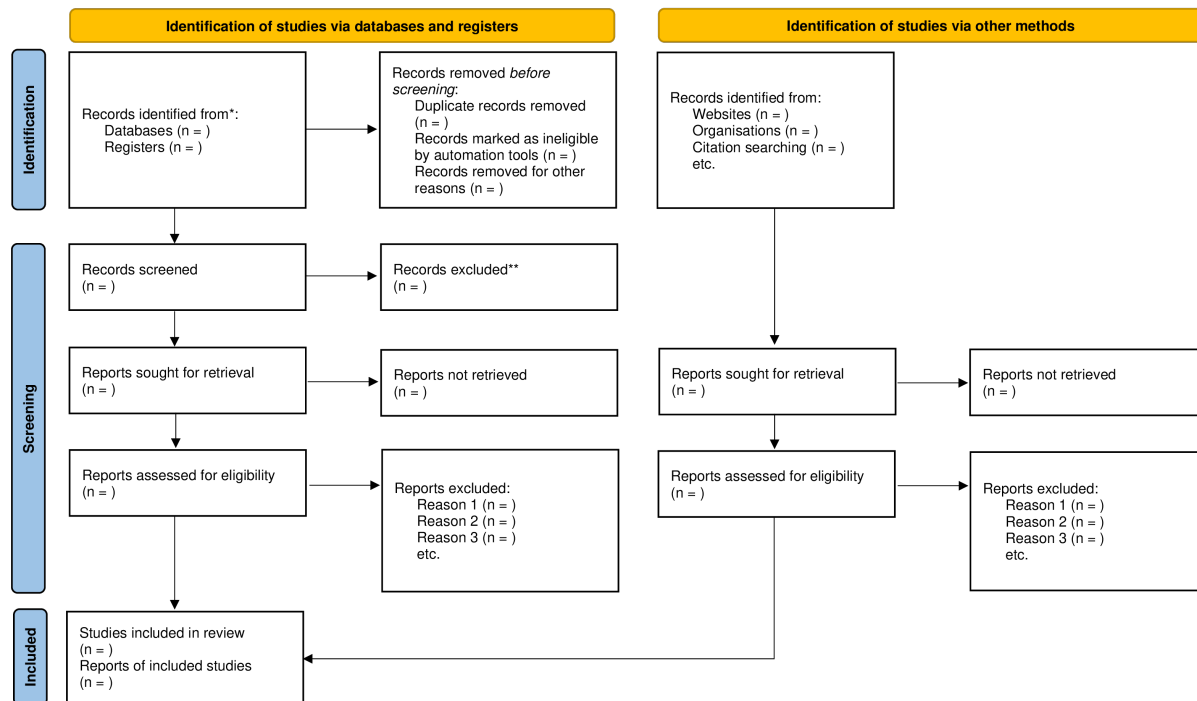 Identification of studies via databases and registers
Identification of studies via other methods
Identification
Records identified from*:
Databases (n = )
Registers (n = )
Records removed before
screening:
Duplicate records removed
(n = )
Records marked as ineligible
by automation tools (n = )
Records removed for other
reasons (n = )
Records identified from:
Websites (n = )
Organisations (n = )
Citation searching (n = )
etc.
Screening
Records screened
(n = )
Records excluded**
(n = )
Reports sought for retrieval
(n = )
Reports not retrieved
(n = )
Reports sought for retrieval
(n = )
Reports not retrieved
(n = )
Reports assessed for eligibility
(n = )
Reports excluded:
Reason 1 (n = )
Reason 2 (n = )
Reason 3 (n = )
etc.
Reports assessed for eligibility
(n = )
Reports excluded:
Reason 1 (n = )
Reason 2 (n = )
Reason 3 (n = )
etc.
Included
Studies included in review
(n = )
Reports of included studies
(n = )